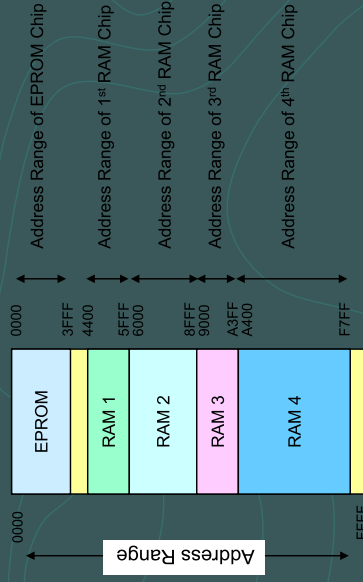 0000
FFFF
Address Range
EPROM
RAM 1
RAM 2
RAM 3
RAM 4
0000
3FFF
4400
5FFF
6000
8FFF
9000
A3FF
A400
F7FF
Address Range of EPROM Chip
Address Range of 1st RAM Chip
Address Range of 2nd RAM Chip
Address Range of 3rd RAM Chip
Address Range of 4th RAM Chip